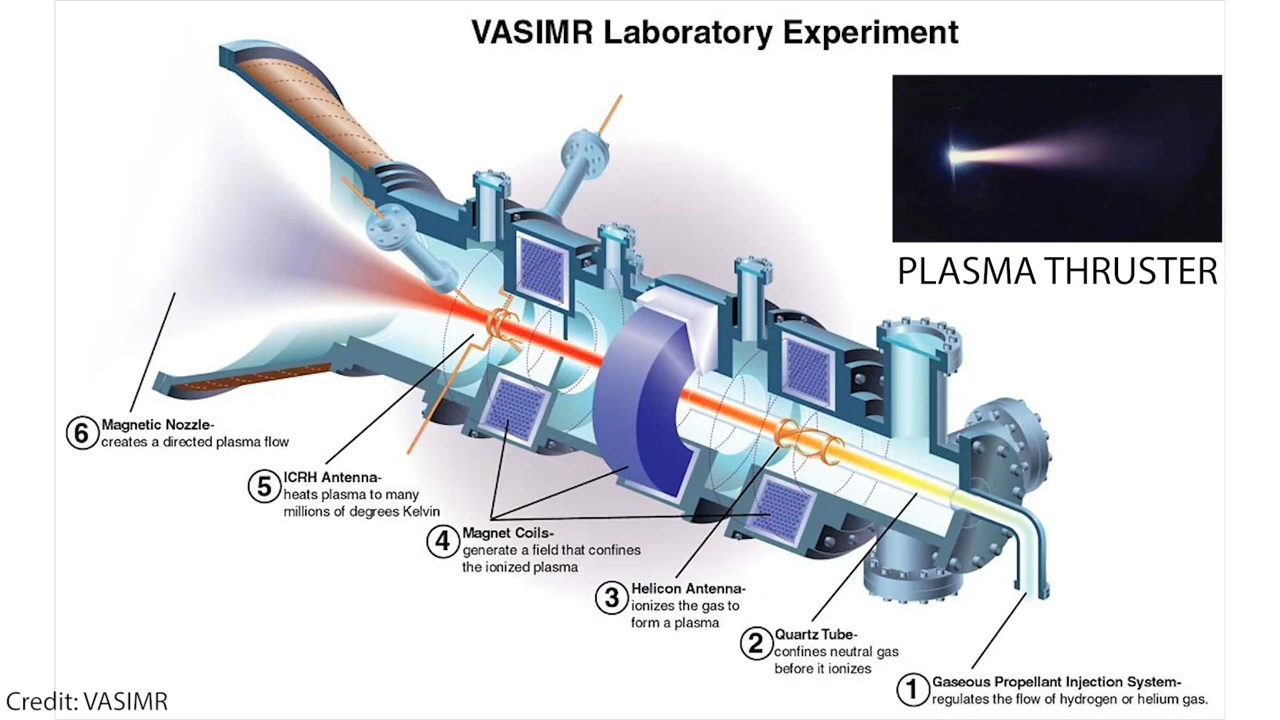 VASIMR Laboratory Experiment
PLASMA THRUSTER
6 Magnetic Nozzle-
creates a directed plasma flow
5 ICRH Antenna-
heats plasma to many
millions of degrees Kelvin
4 Magnet Coils-
generate a field that confines
the ionized plasma
3 Helicon Antenna-
ionizes the gas to
form a plasma
2 Quartz Tube-
confines neutral gas
before it ionizes
1 Gaseous Propellant Injection System-
regulates the flow of hydrogen or helium gas.
Credit: VASIMR